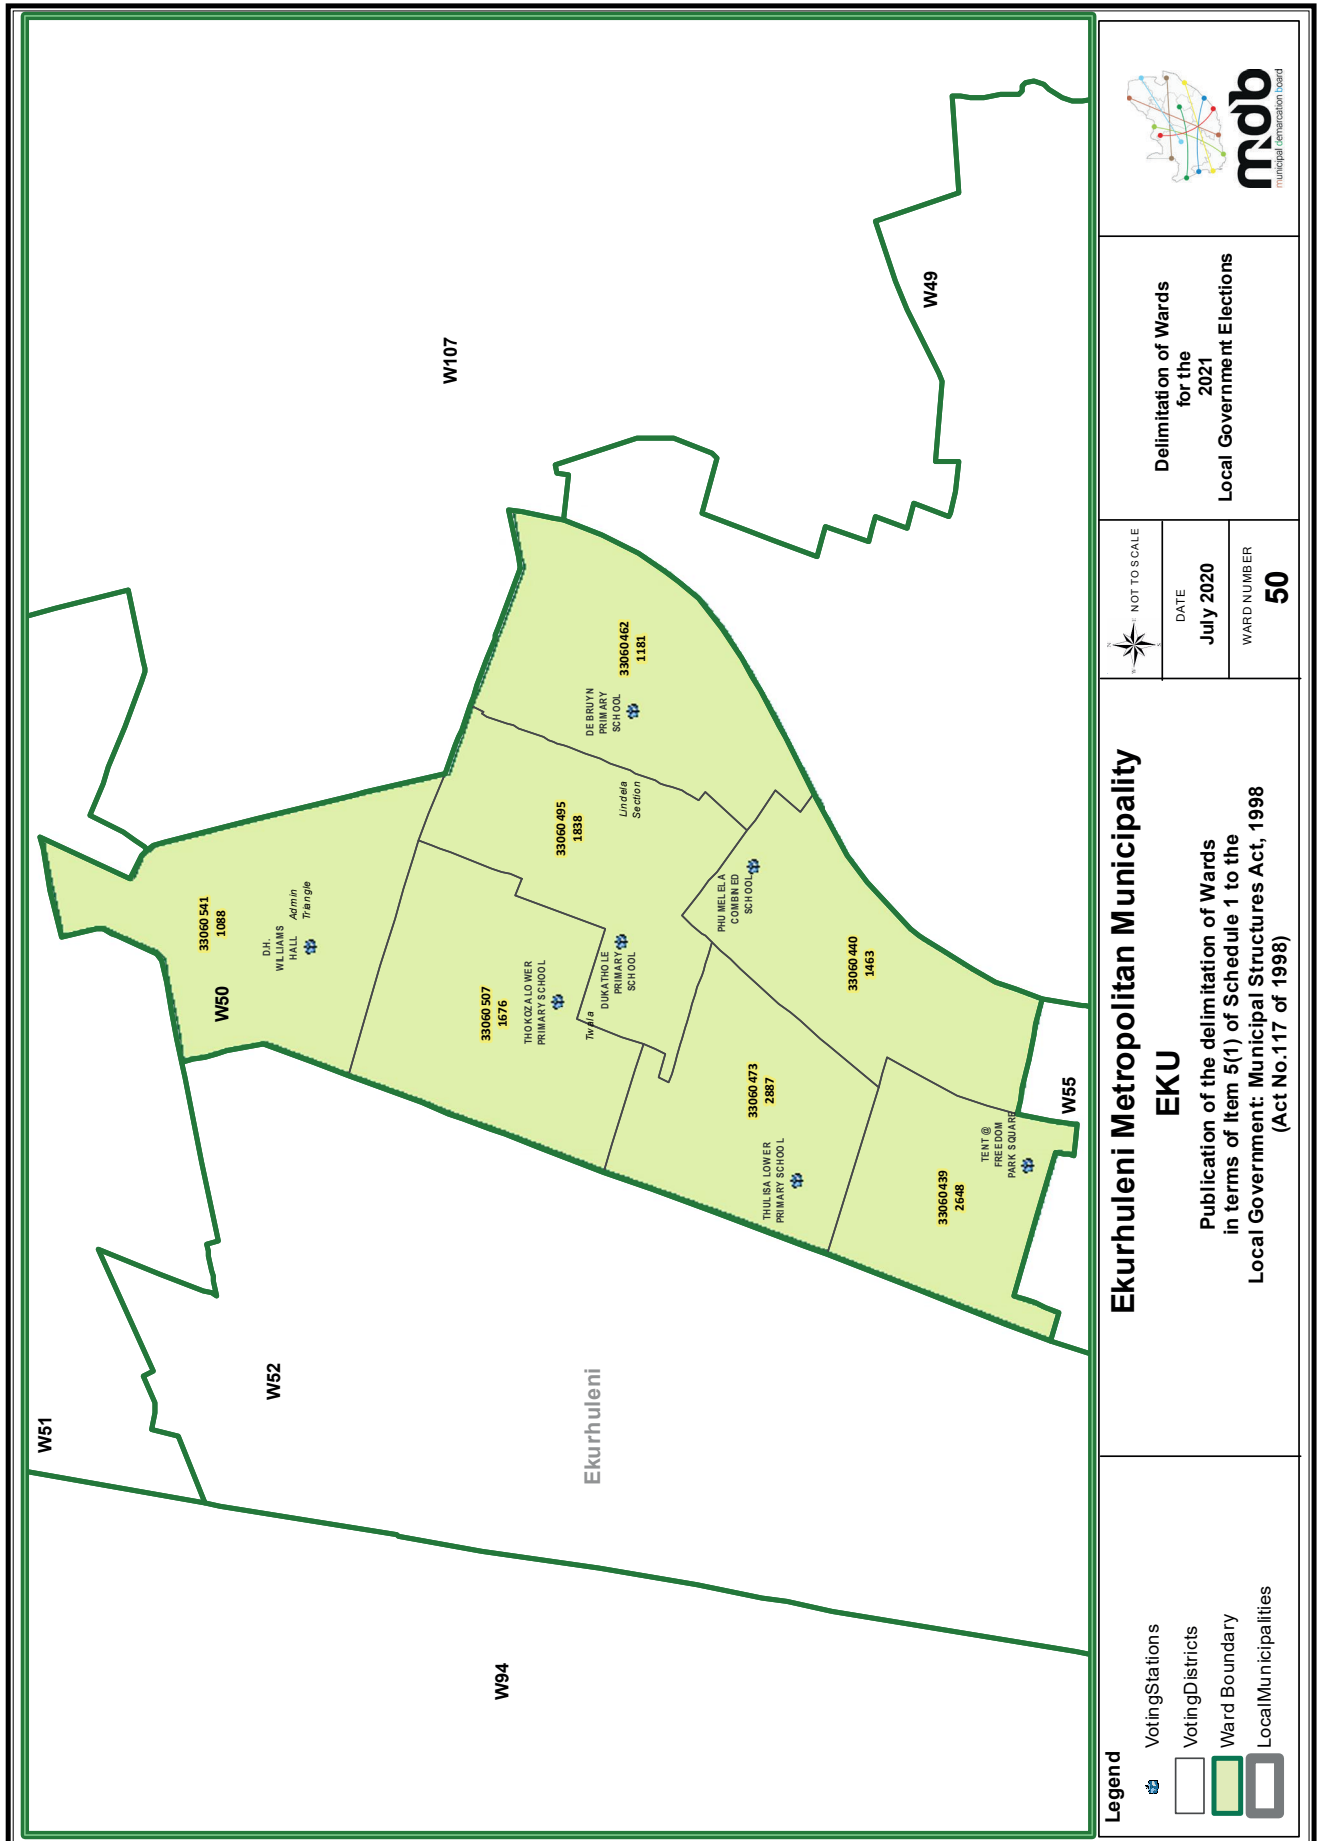 W51
W52
W94
Ekurhuleni
W107
W49
W50
W55
33060541
1088
D.H.
WILLIAMS
HALL
Admin
Triangle
33060507
1676
THOKOZA LOWER
PRIMARY SCHOOL
Twala
DUKATHOLE
PRIMARY
SCHOOL
33060495
1838
Lindela
Section
DE BRUYN
PRIMARY
SCHOOL
33060462
1181
PHUMELELA
COMBINED
SCHOOL
33060440
1463
33060473
2887
THULISA LOWER
PRIMARY SCHOOL
33060439
2648
TENT @
FREEDOM
PARK SQUARE
Legend
VotingStations
VotingDistricts
Ward Boundary
LocalMunicipalities
Ekurhuleni Metropolitan Municipality
EKU
Publication of the delimitation of Wards
in terms of Item 5(1) of Schedule 1 to the
Local Government: Municipal Structures Act, 1998
(Act No.117 of 1998)
N
W
E
S
NOT TO SCALE
DATE
July 2020
WARD NUMBER
50
Delimitation of Wards
for the
2021
Local Government Elections
mdb
municipal demarcation board